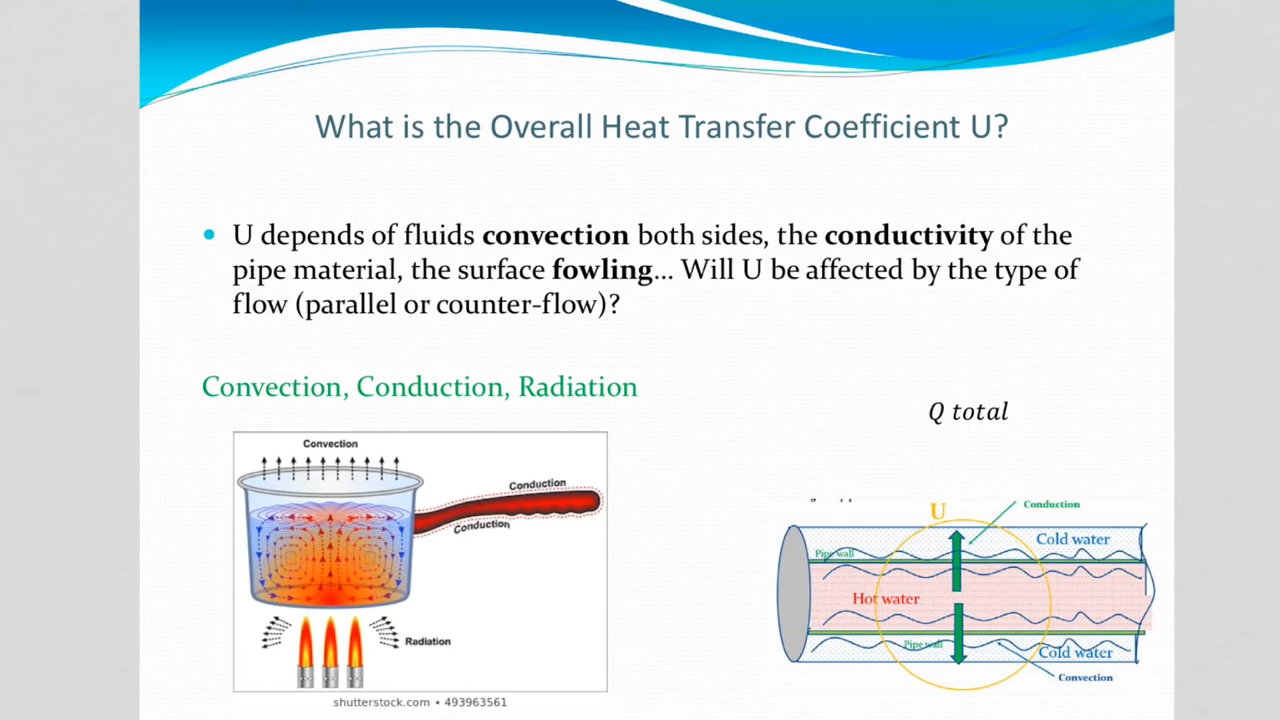 What is the Overall Heat Transfer Coefficient U?
• U depends of fluids convection both sides, the conductivity of the
pipe material, the surface fowling... Will U be affected by the type of
flow (parallel or counter-flow)?
Convection, Conduction, Radiation
Q total
Convection
Conduction
Conduction
Radiation
shutterstock.com • 493963561
U
Conduction
Cold water
Pipe wall
Hot water
Pipe wall
Cold water
Convection